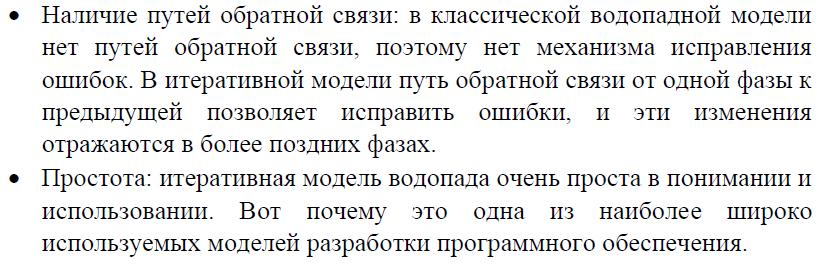 • Наличие путей обратной связи: в классической водопадной модели
нет путей обратной связи, поэтому нет механизма исправления
ошибок. В итеративной модели путь обратной связи от одной фазы к
предыдущей позволяет исправить ошибки, и эти изменения
отражаются в более поздних фазах.
• Простота: итеративная модель водопада очень проста в понимании и
использовании. Вот почему это одна из наиболее широко
используемых моделей разработки программного обеспечения.